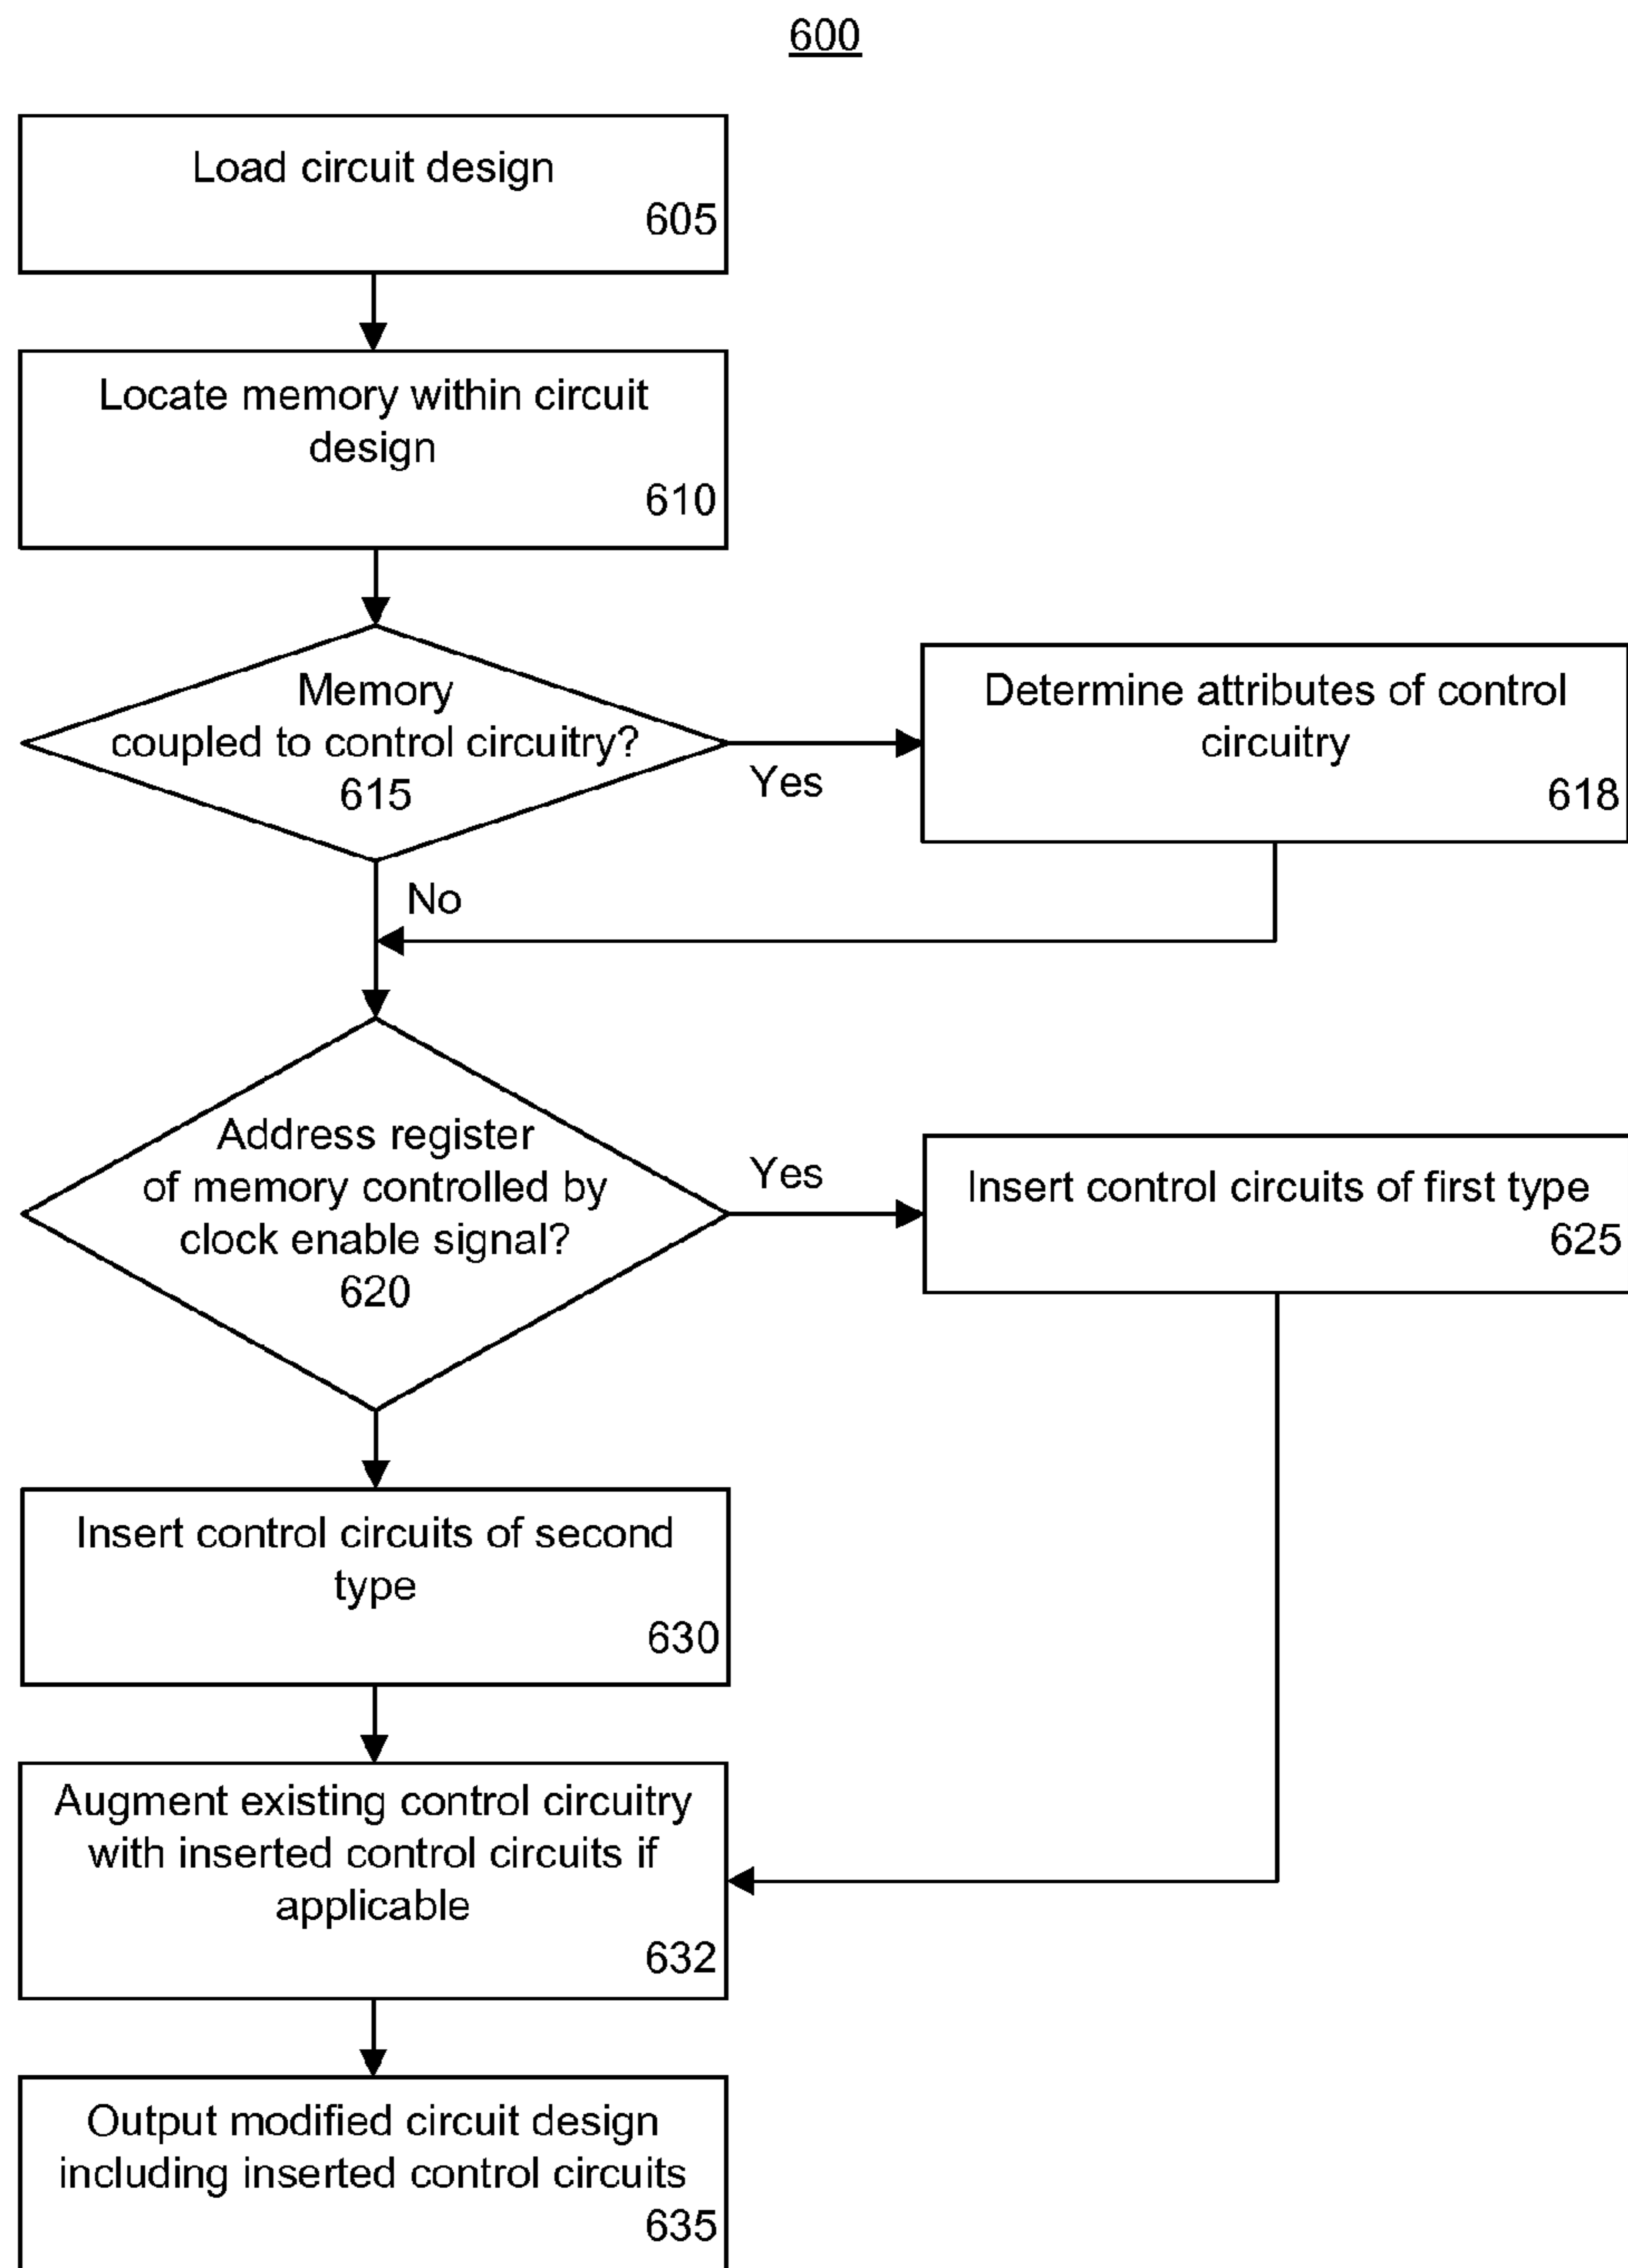 600
Load circuit design
605
Locate memory within circuit
design
610
Memory
coupled to control circuitry?
615
Yes
Determine attributes of control
circuitry
618
No
Address register
of memory controlled by
clock enable signal?
620
Yes
Insert control circuits of first type
625
Insert control circuits of second
type
630
Augment existing control circuitry
with inserted control circuits if
applicable
632
Output modified circuit design
including inserted control circuits
635